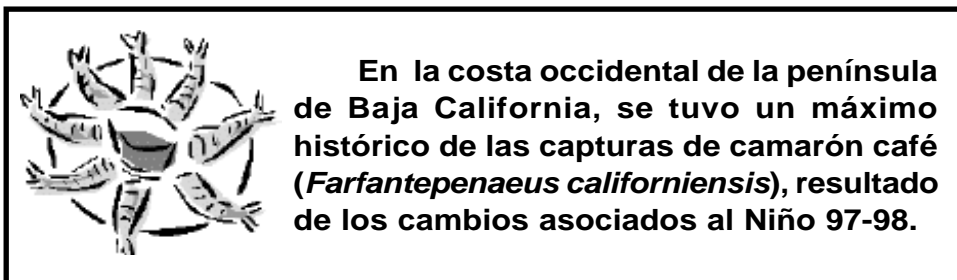 En la costa occidental de la península
de Baja California, se tuvo un máximo
histórico de las capturas de camarón café
(Farfantepenaeus californiensis), resultado
de los cambios asociados al Niño 97-98.